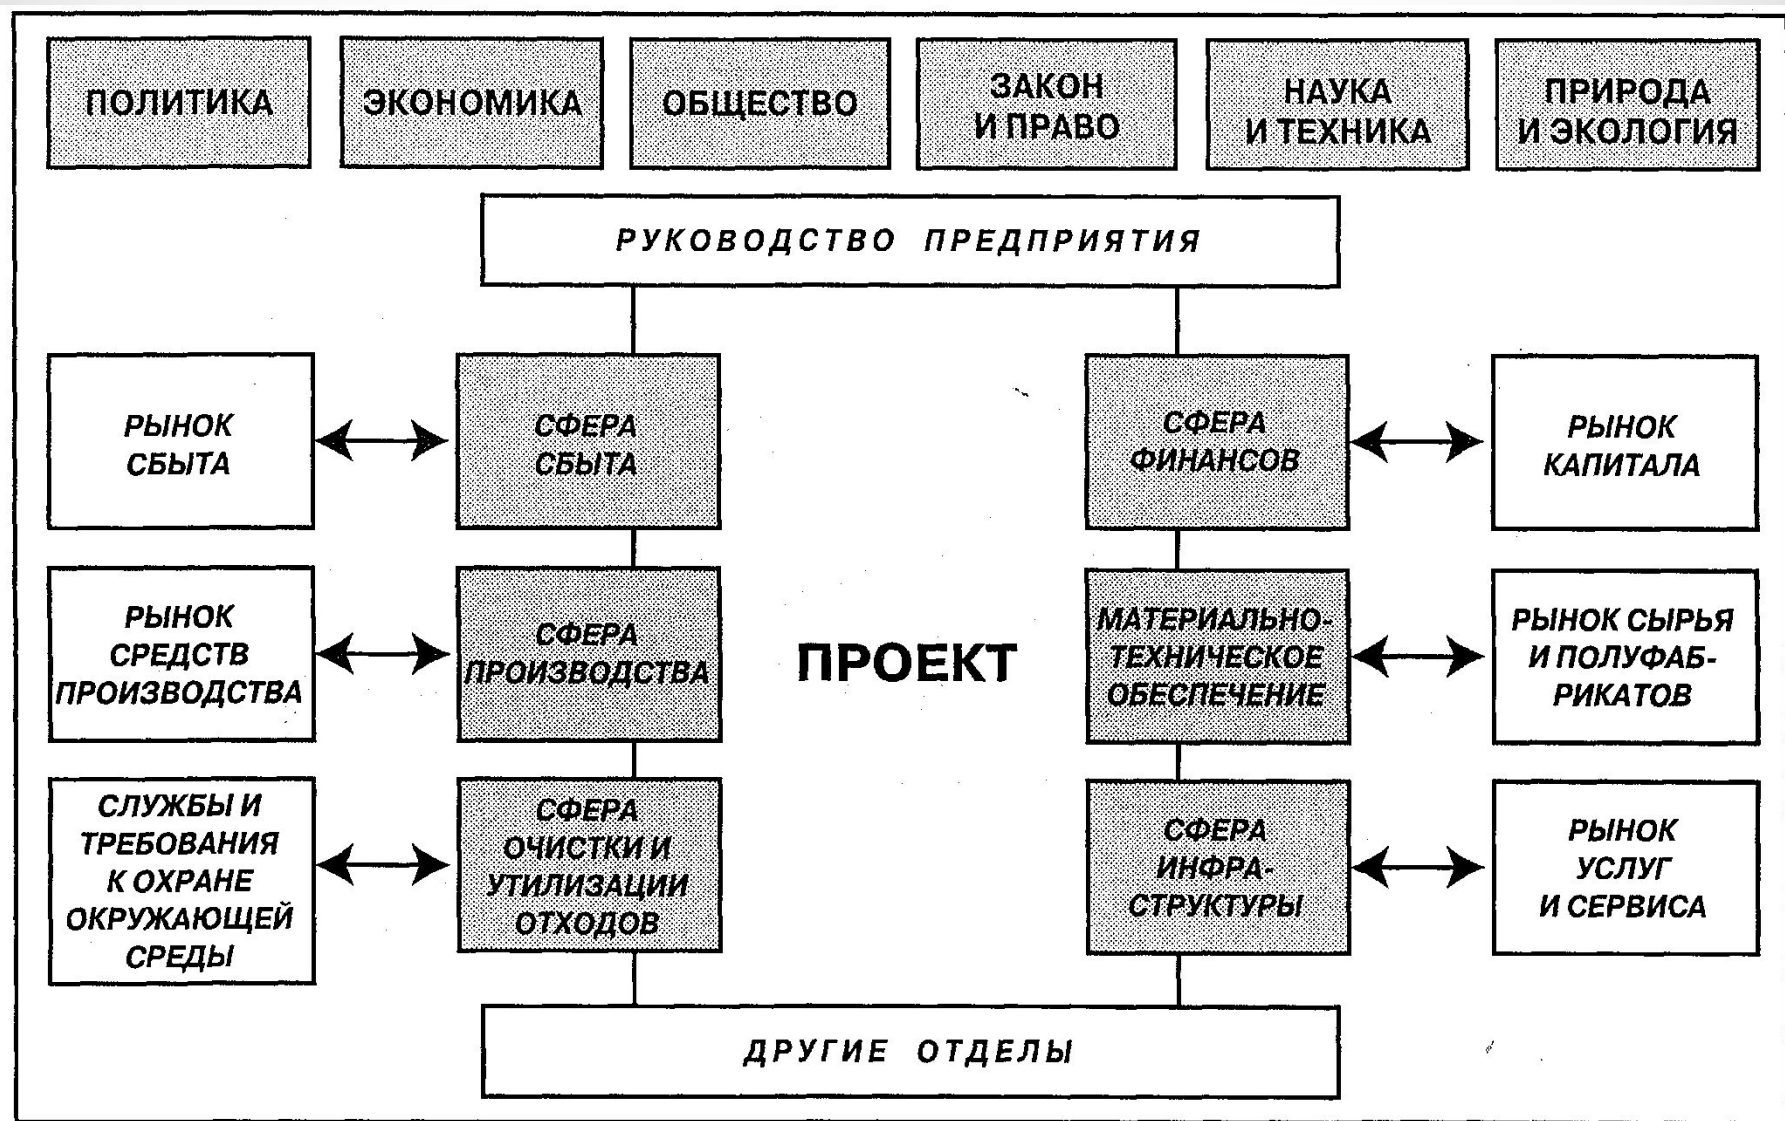 ПОЛИТИКА
ЭКОНОМИКА
ОБЩЕСТВО
ЗАКОН
И ПРАВО
НАУКА
И ТЕХНИКА
ПРИРОДА
И ЭКОЛОГИЯ
РУКОВОДСТВО ПРЕДПРИЯТИЯ
РЫНОК
СБЫТА
СФЕРА
СБЫТА
СФЕРА
ФИНАНСОВ
РЫНОК
КАПИТАЛА
РЫНОК
СРЕДСТВ
ПРОИЗВОДСТВА
СФЕРА
ПРОИЗВОДСТВА
ПРОЕКТ
МАТЕРИАЛЬНО-
ТЕХНИЧЕСКОЕ
ОБЕСПЕЧЕНИЕ
РЫНОК СЫРЬЯ
И ПОЛУФАБ-
РИКАТОВ
СЛУЖБЫ И
ТРЕБОВАНИЯ
К ОХРАНЕ
ОКРУЖАЮЩЕЙ
СРЕДЫ
СФЕРА
ОЧИСТКИ И
УТИЛИЗАЦИИ
ОТХОДОВ
СФЕРА
ИНФРА-
СТРУКТУРЫ
РЫНОК
УСЛУГ
И СЕРВИСА
ДРУГИЕ ОТДЕЛЫ